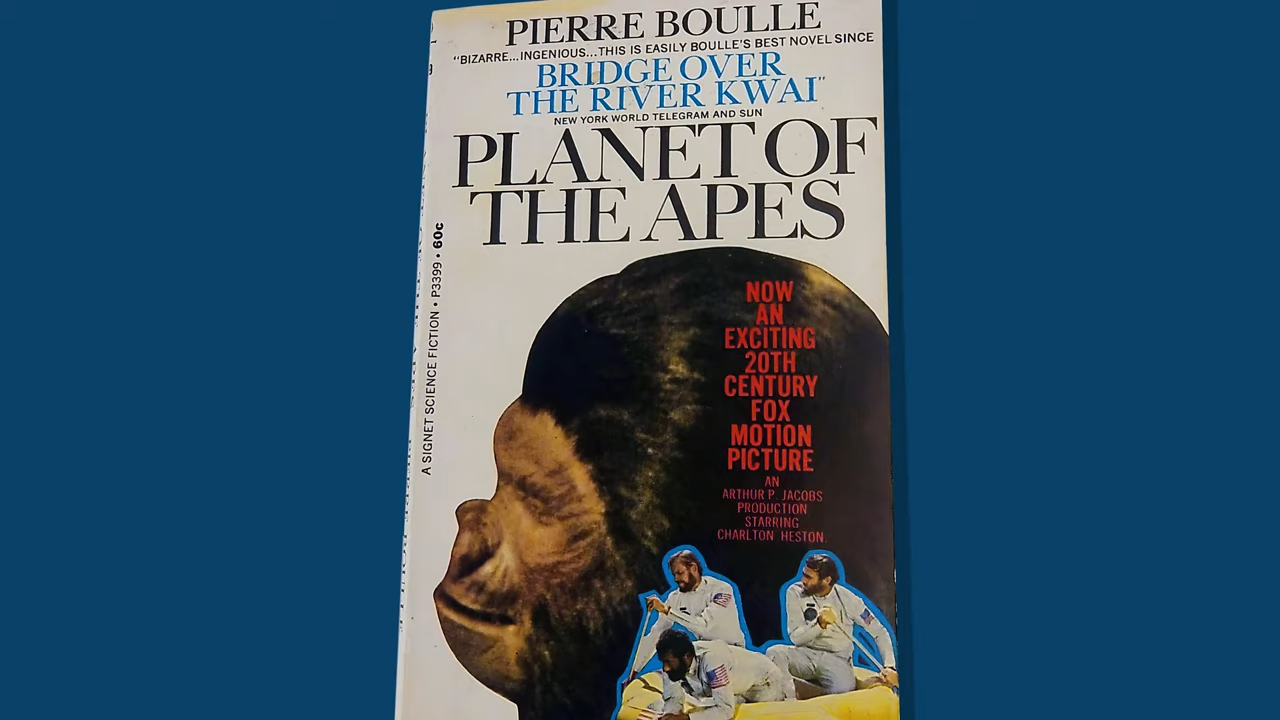 PIERRE BOULLE
“BIZARRE...INGENIOUS...THIS IS EASILY BOULLE'S BEST NOVEL SINCE
BRIDGE OVER
THE RIVER KWAI”
NEW YORK WORLD TELEGRAM AND SUN
PLANET OF
THE APES
A SIGNET SCIENCE FICTION • P3399 • 60c
NOW
AN
EXCITING
20TH
CENTURY
FOX
MOTION
PICTURE
AN
ARTHUR P. JACOBS
PRODUCTION
STARRING
CHARLTON HESTON